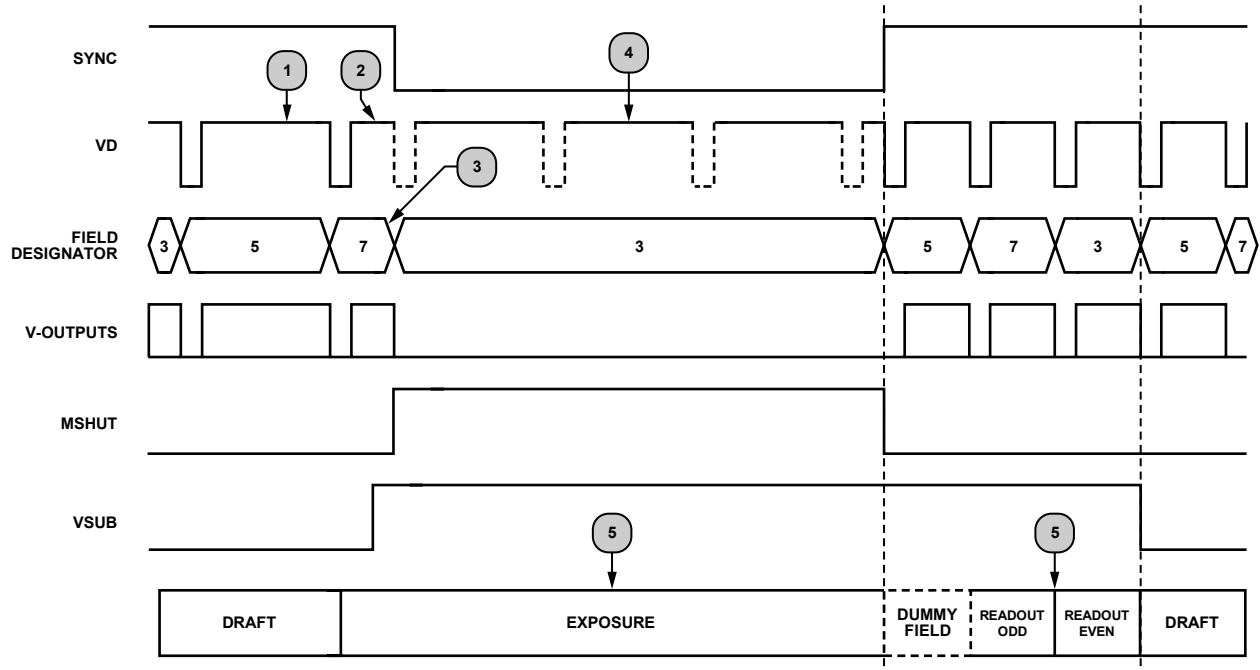 SYNC
1
2
4
VD
3
FIELD
DESIGNATOR
3
5
7
3
5
7
3
5
7
V-OUTPUTS
MSHUT
VSUB
5
5
DRAFT
EXPOSURE
DUMMY
FIELD
READOUT
ODD
READOUT
EVEN
DRAFT